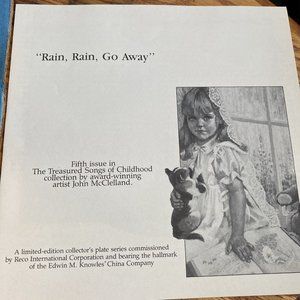 "Rain, Rain, Go Away"
Fifth issue in
The Treasured Songs of Childhood
collection by award-winning
artist John McClelland.
A limited-edition collector's plate series commissioned
by Reco International Corporation and bearing the hallmark
of the Edwin M. Knowles' China Company